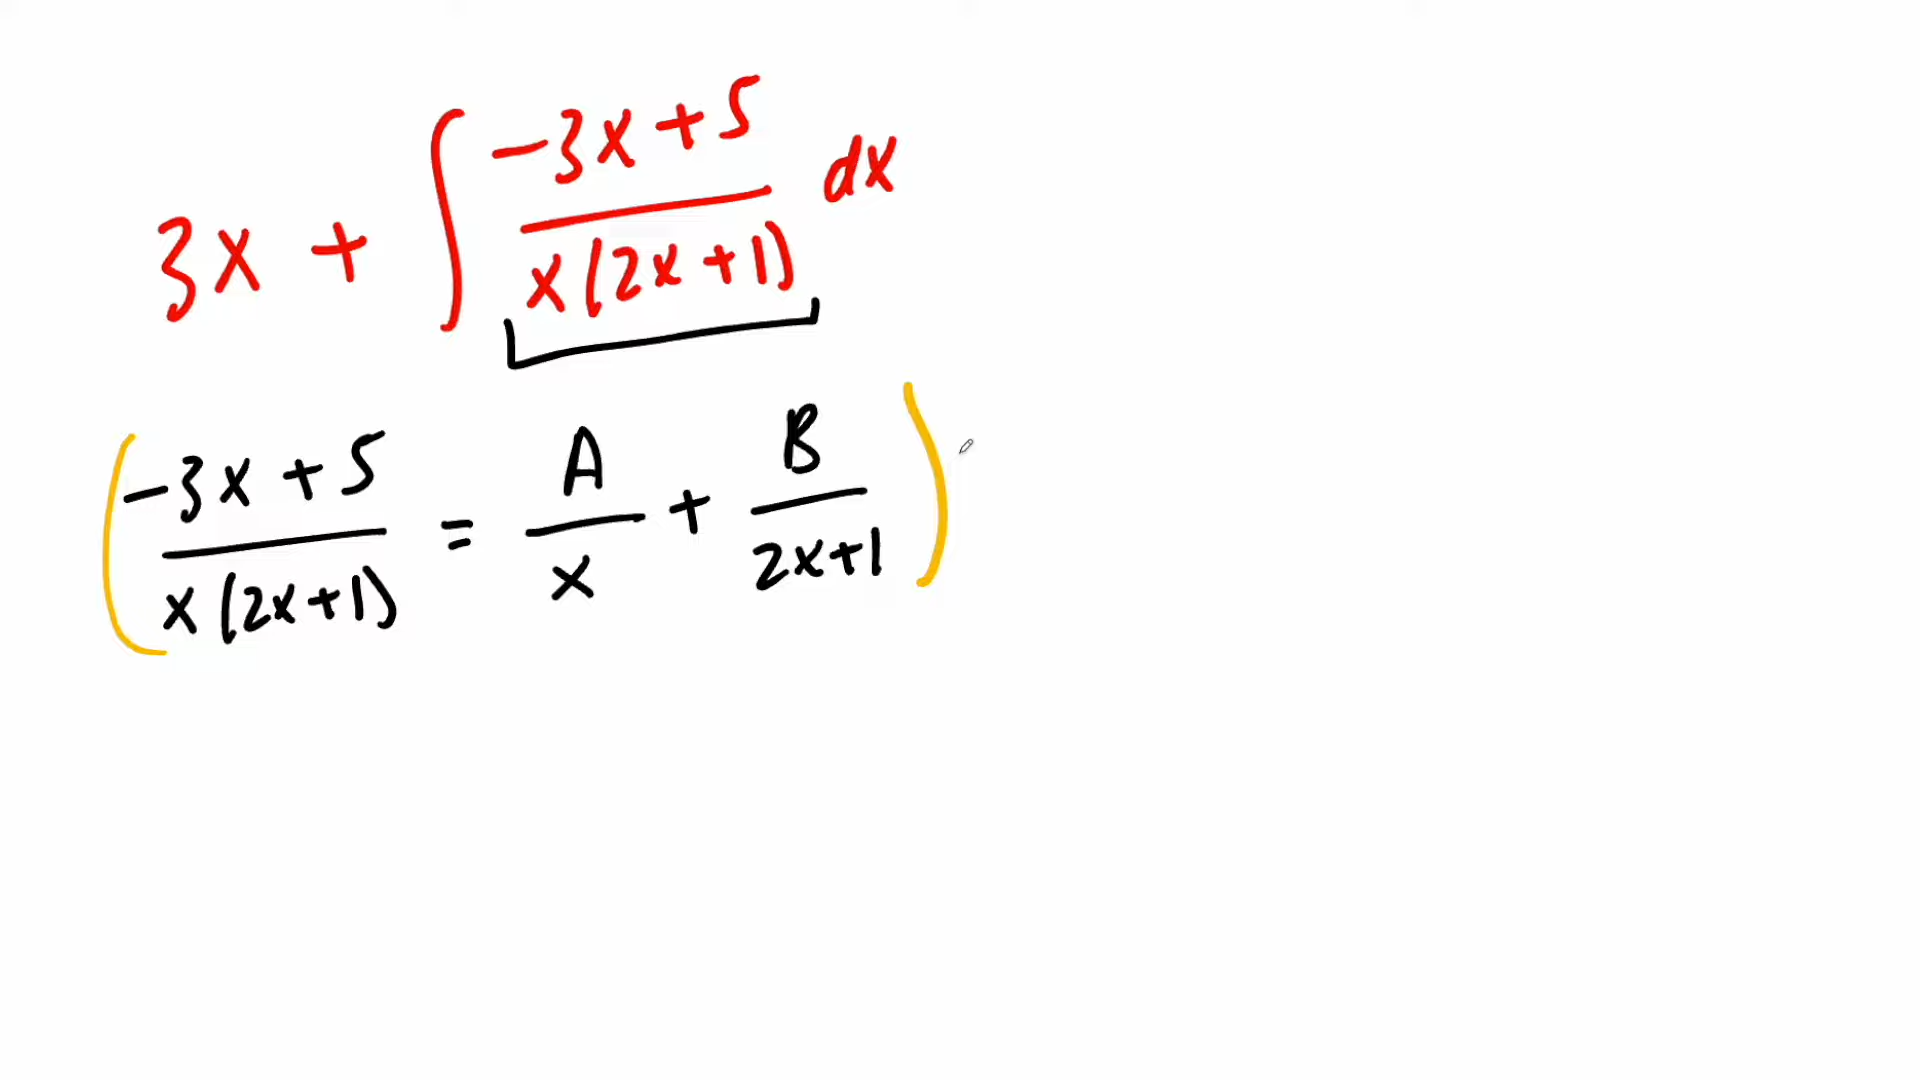 3x + ∫ (-3x+5)/(x(2x+1)) dx
( (-3x+5)/(x(2x+1)) = A/x + B/(2x+1) )